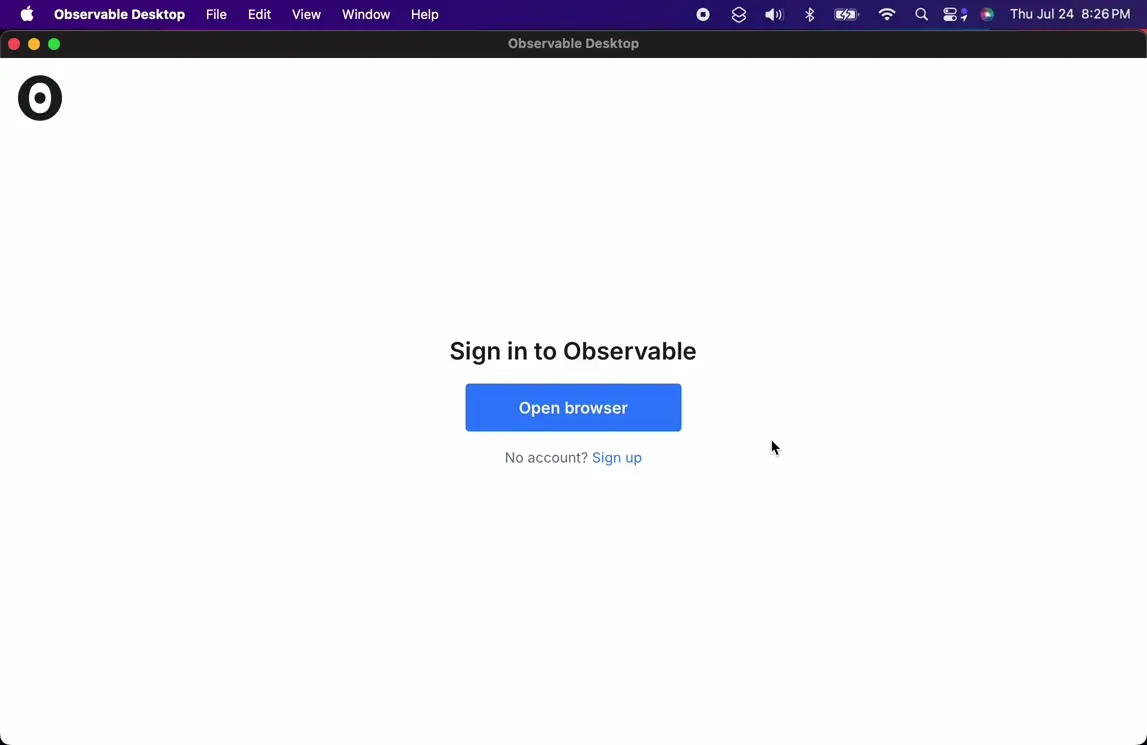 Observable Desktop File Edit View Window Help Thu Jul 24 8:26 PM
Observable Desktop
Sign in to Observable
Open browser
No account? Sign up